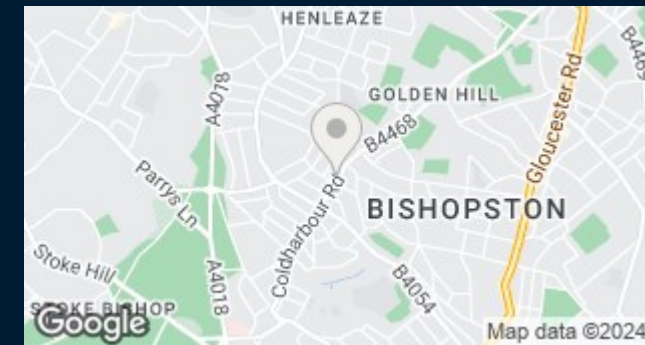 HENLEAZE
A4018
GOLDEN HILL
B4469
Gloucester Rd
B4468
Parrys Ln
Coldharbour Rd
BISHOPSTON
Stoke Hill
A4018
B4054
STOKE BISHOP
Google
Map data ©2024